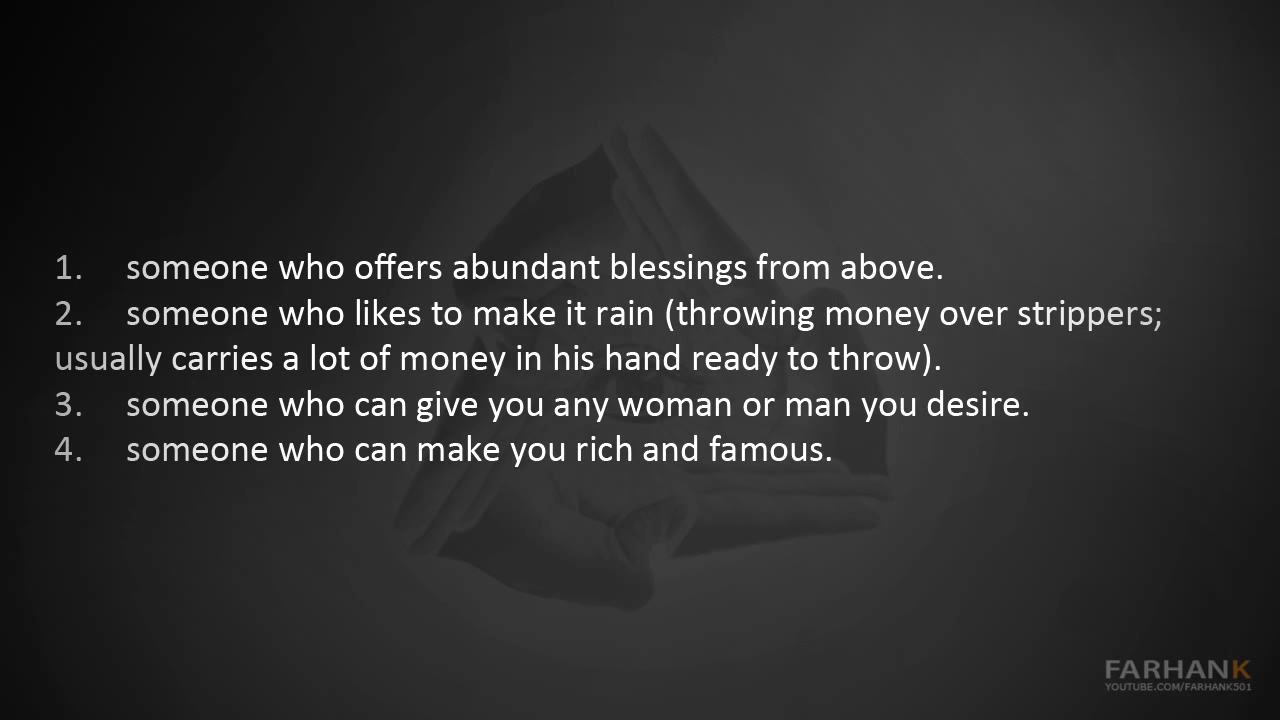 1. someone who offers abundant blessings from above.
2. someone who likes to make it rain (throwing money over strippers;
usually carries a lot of money in his hand ready to throw).
3. someone who can give you any woman or man you desire.
4. someone who can make you rich and famous.
FARHANK
YOUTUBE.COM/FARHANK501